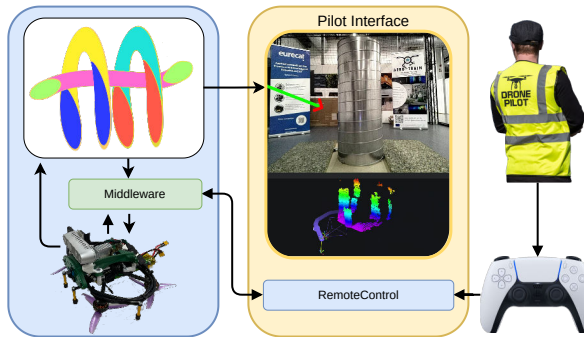 Pilot Interface
eurecat
DRONE
PILOT
Middleware
RemoteControl